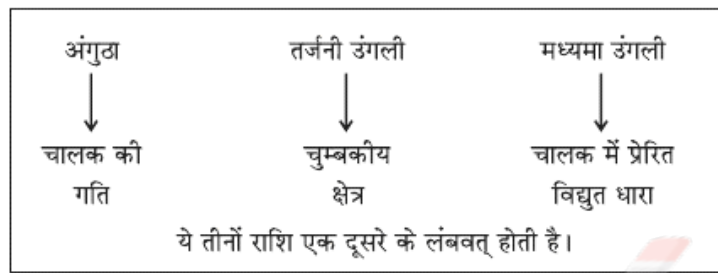 अंगुठा तर्जनी उंगली मध्यमा उंगली
चालक की चुम्बकीय चालक में प्रेरित
गति क्षेत्र विद्युत धारा
ये तीनों राशि एक दूसरे के लंबवत् होती है।